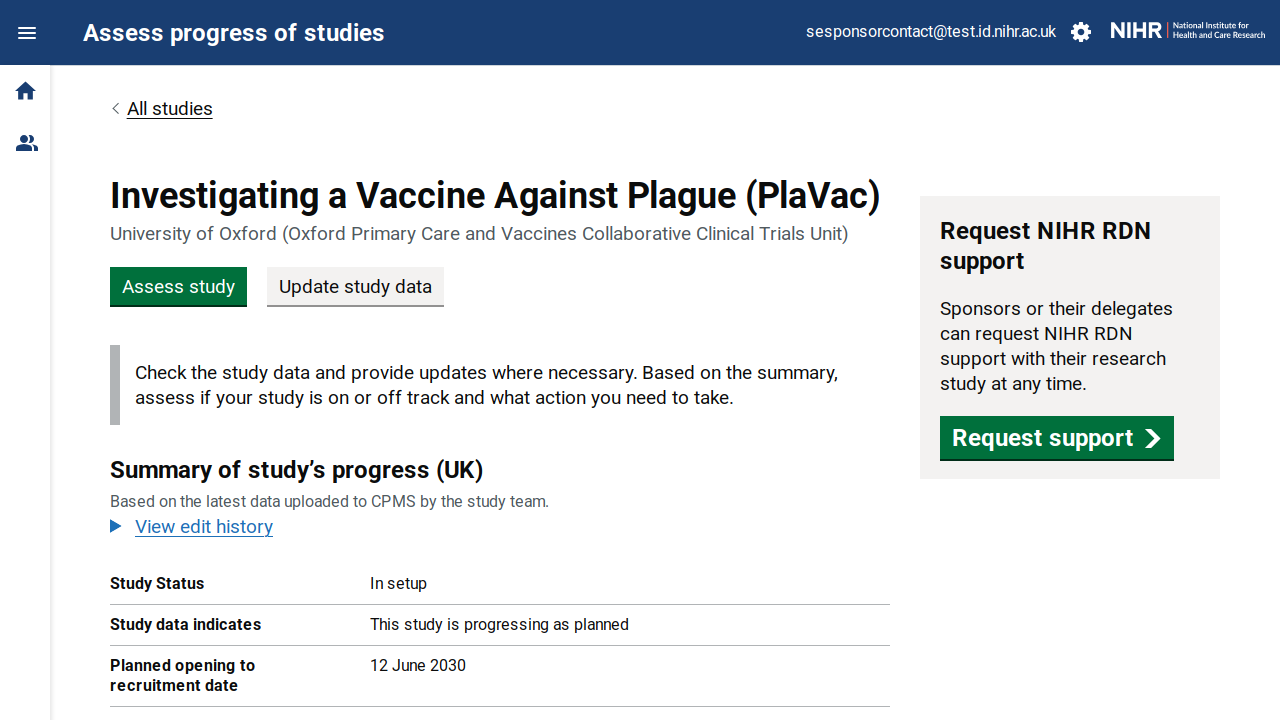 Assess progress of studies
sesponsorcontact@test.id.nihr.ac.uk
NIHR | National Institute for
Health and Care Research
All studies
Investigating a Vaccine Against Plague (PlaVac)
University of Oxford (Oxford Primary Care and Vaccines Collaborative Clinical Trials Unit)
Assess study
Update study data
Check the study data and provide updates where necessary. Based on the summary,
assess if your study is on or off track and what action you need to take.
Summary of study’s progress (UK)
Based on the latest data uploaded to CPMS by the study team.
View edit history
Study Status In setup
Study data indicates This study is progressing as planned
Planned opening to 12 June 2030
recruitment date
Request NIHR RDN
support
Sponsors or their delegates
can request NIHR RDN
support with their research
study at any time.
Request support